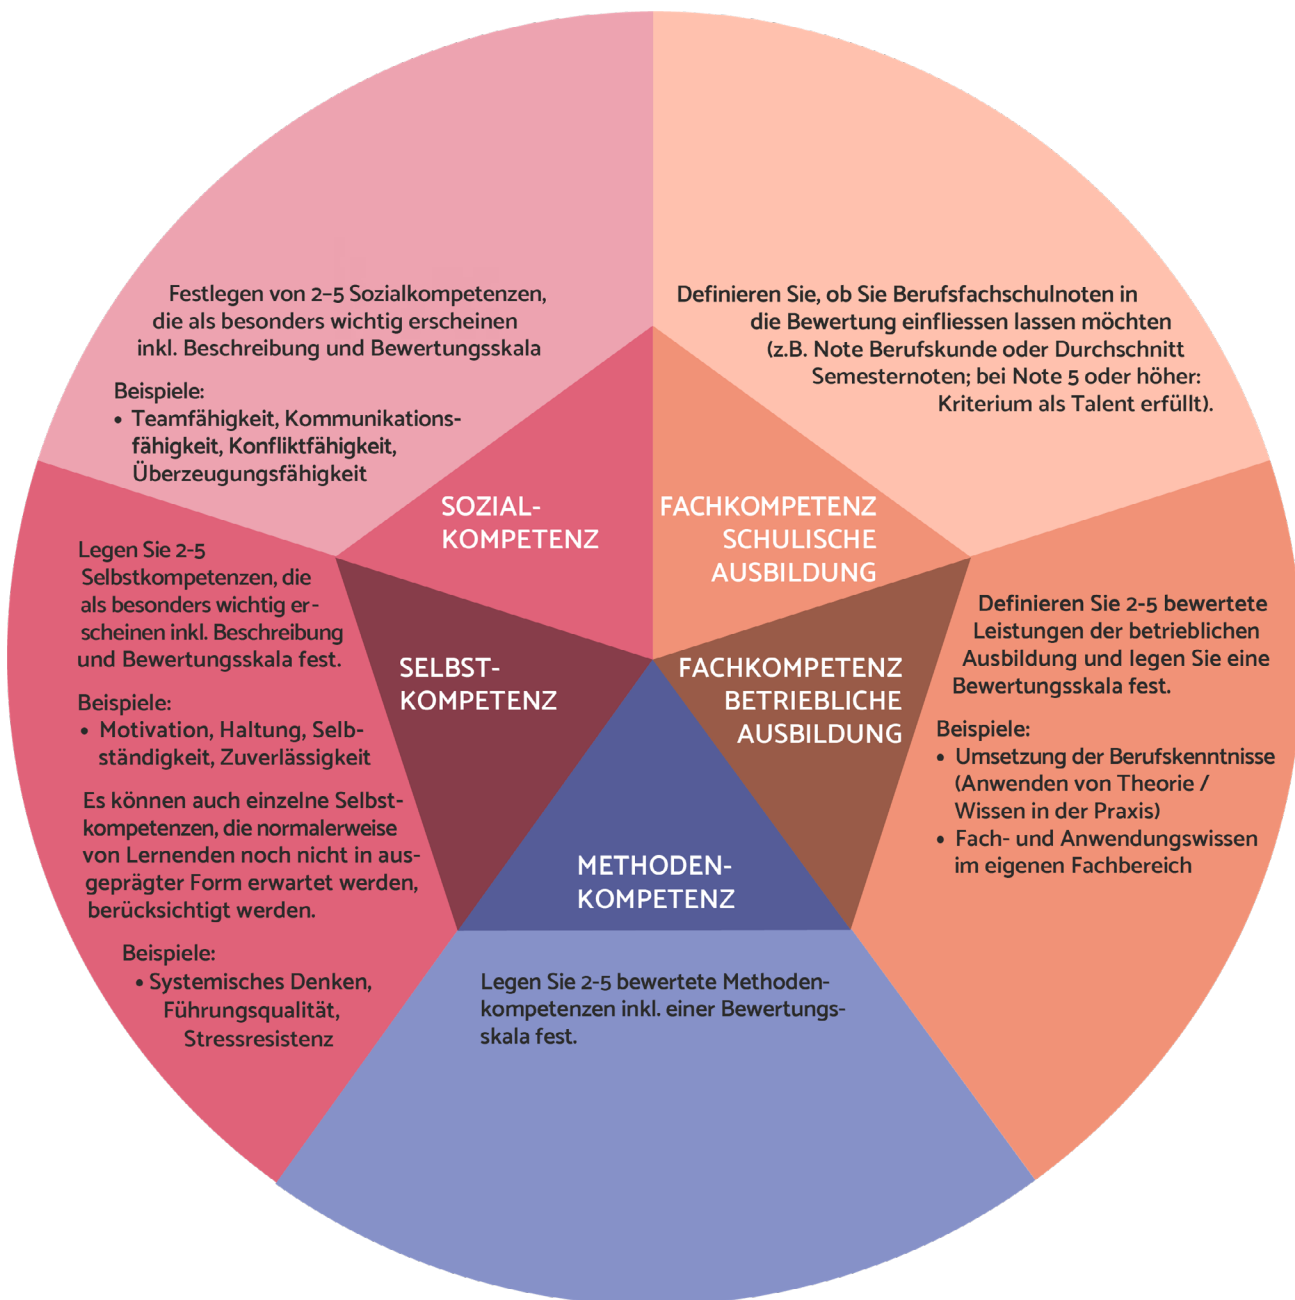 Festlegen von 2–5 Sozialkompetenzen,
die als besonders wichtig erscheinen
inkl. Beschreibung und Bewertungsskala
Beispiele:
• Teamfähigkeit, Kommunikations-
fähigkeit, Konfliktfähigkeit,
Überzeugungsfähigkeit
Definieren Sie, ob Sie Berufsfachschulnoten in
die Bewertung einfliessen lassen möchten
(z.B. Note Berufskunde oder Durchschnitt
Semesternoten; bei Note 5 oder höher:
Kriterium als Talent erfüllt).
SOZIAL-
KOMPETENZ
FACHKOMPETENZ
SCHULISCHE
AUSBILDUNG
Legen Sie 2-5
Selbstkompetenzen, die
als besonders wichtig er-
scheinen inkl. Beschreibung
und Bewertungsskala fest.
Beispiele:
• Motivation, Haltung, Selb-
ständigkeit, Zuverlässigkeit
Es können auch einzelne Selbst-
kompetenzen, die normalerweise
von Lernenden noch nicht in aus-
geprägter Form erwartet werden,
berücksichtigt werden.
Beispiele:
• Systemisches Denken,
Führungsqualität,
Stressresistenz
SELBST-
KOMPETENZ
FACHKOMPETENZ
BETRIEBLICHE
AUSBILDUNG
Definieren Sie 2-5 bewertete
Leistungen der betrieblichen
Ausbildung und legen Sie eine
Bewertungsskala fest.
Beispiele:
• Umsetzung der Berufskenntnisse
(Anwenden von Theorie /
Wissen in der Praxis)
• Fach- und Anwendungswissen
im eigenen Fachbereich
METHODEN-
KOMPETENZ
Legen Sie 2-5 bewertete Methoden-
kompetenzen inkl. einer Bewertungs-
skala fest.